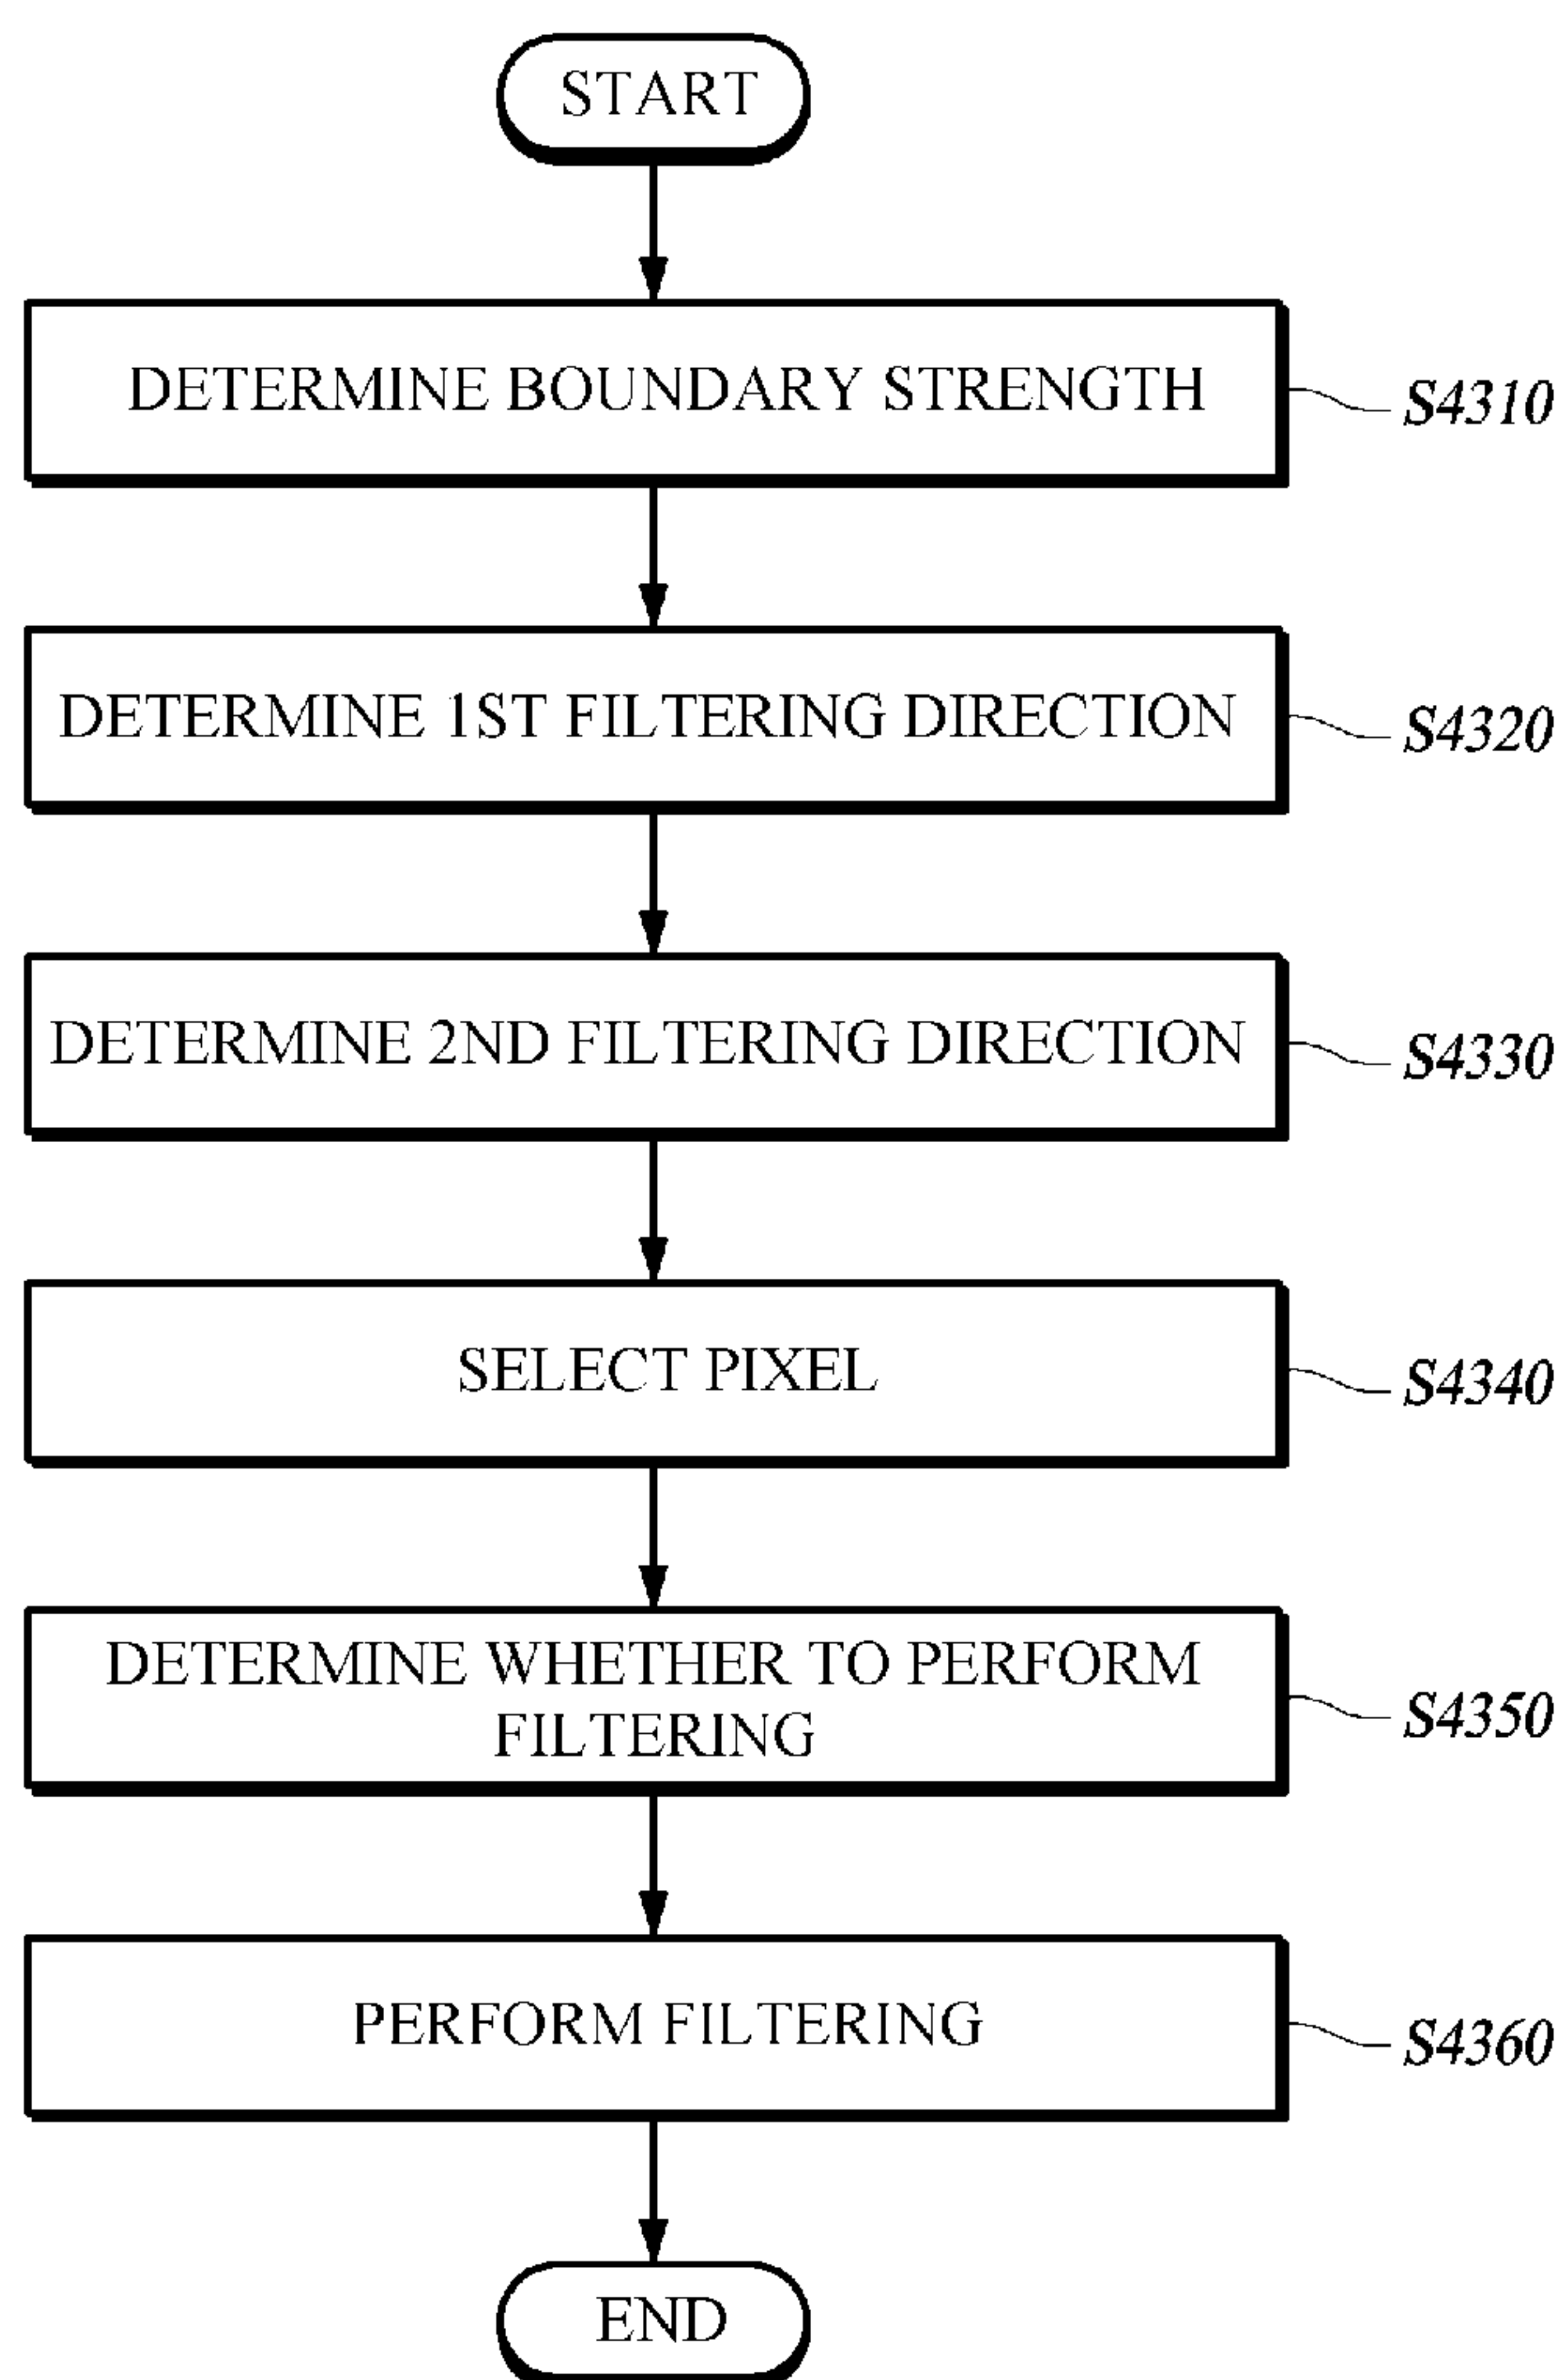 START
DETERMINE BOUNDARY STRENGTH
S4310
DETERMINE 1ST FILTERING DIRECTION
S4320
DETERMINE 2ND FILTERING DIRECTION
S4330
SELECT PIXEL
S4340
DETERMINE WHETHER TO PERFORM
FILTERING
S4350
PERFORM FILTERING
S4360
END